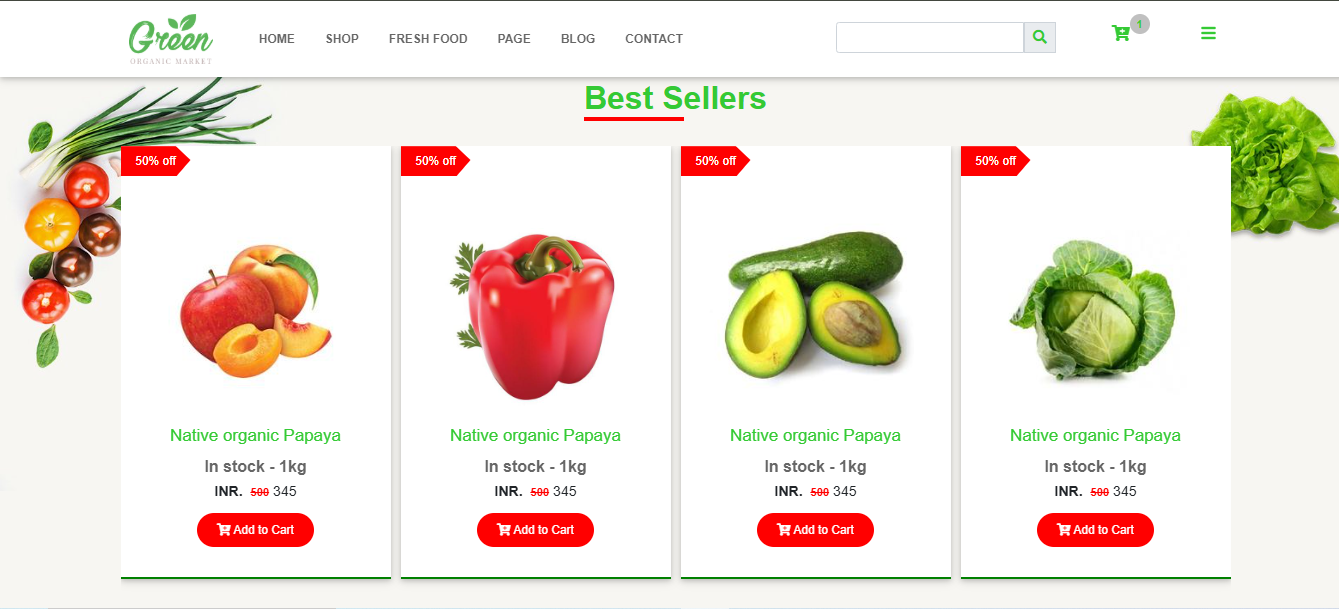 Green
ORGANIC MARKET
HOME SHOP FRESH FOOD PAGE BLOG CONTACT
1
Best Sellers
50% off 50% off 50% off 50% off
Native organic Papaya Native organic Papaya Native organic Papaya Native organic Papaya
In stock - 1kg In stock - 1kg In stock - 1kg In stock - 1kg
INR. 500 345 INR. 500 345 INR. 500 345 INR. 500 345
Add to Cart Add to Cart Add to Cart Add to Cart